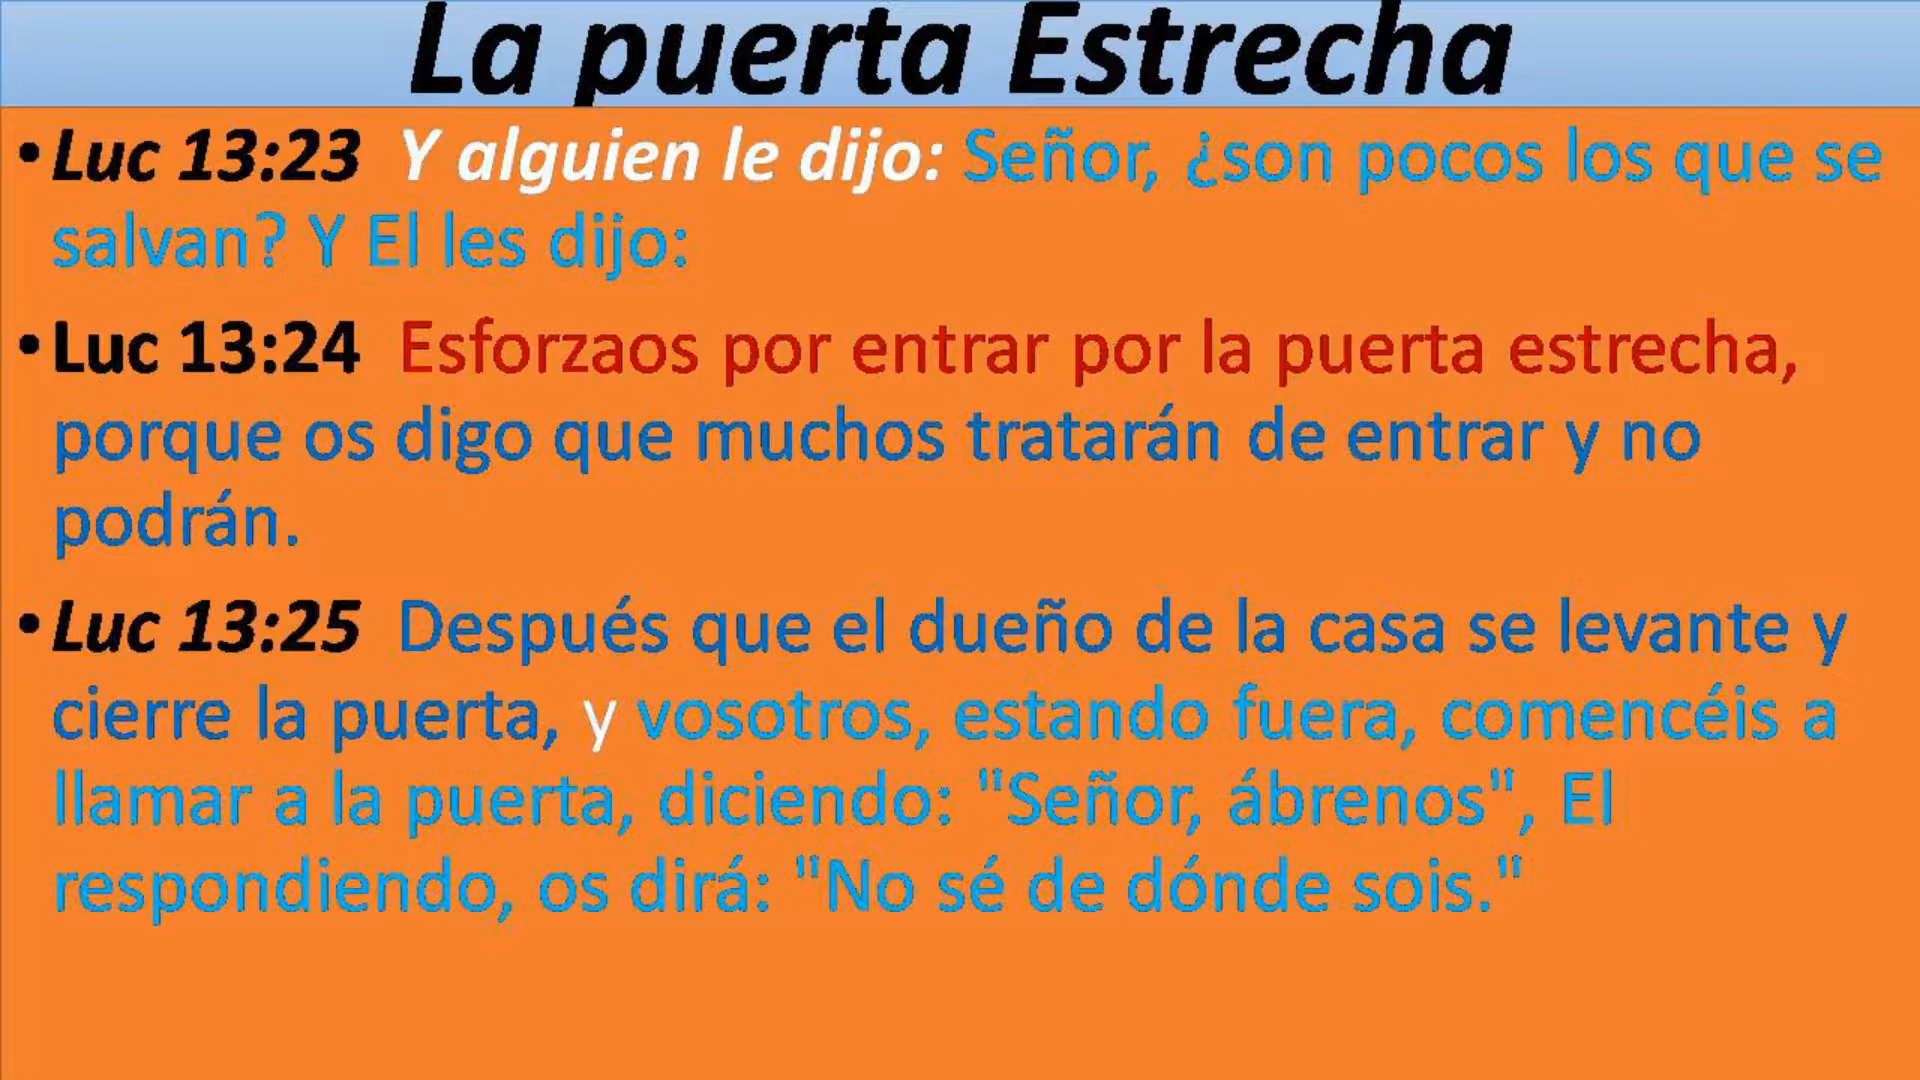 La puerta Estrecha
•Luc 13:23 Y alguien le dijo: Señor, ¿son pocos los que se
salvan? Y El les dijo:
•Luc 13:24 Esforzaos por entrar por la puerta estrecha,
porque os digo que muchos tratarán de entrar y no
podrán.
•Luc 13:25 Después que el dueño de la casa se levante y
cierre la puerta, y vosotros, estando fuera, comencéis a
llamar a la puerta, diciendo: "Señor, ábrenos", El
respondiendo, os dirá: "No sé de dónde sois."